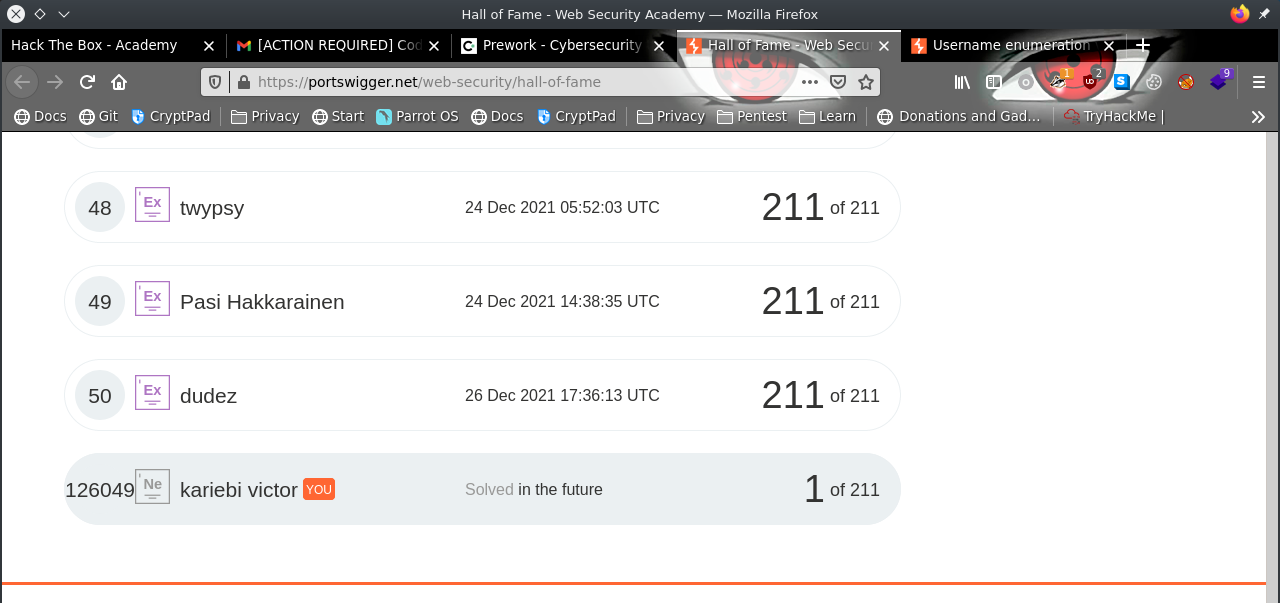 Hall of Fame - Web Security Academy — Mozilla Firefox
Hack The Box - Academy [ACTION REQUIRED] Cod Prework - Cybersecurity Hall of Fame - Web Secu Username enumeration
https://portswigger.net/web-security/hall-of-fame 1 UD 2 S 9
Docs Git CryptPad Privacy Start Parrot OS Docs CryptPad Privacy Pentest Learn Donations and Gad... TryHackMe |
48 Ex twypsy 24 Dec 2021 05:52:03 UTC 211 of 211
49 Ex Pasi Hakkarainen 24 Dec 2021 14:38:35 UTC 211 of 211
50 Ex dudez 26 Dec 2021 17:36:13 UTC 211 of 211
126049 Ne kariebi victor YOU Solved in the future 1 of 211